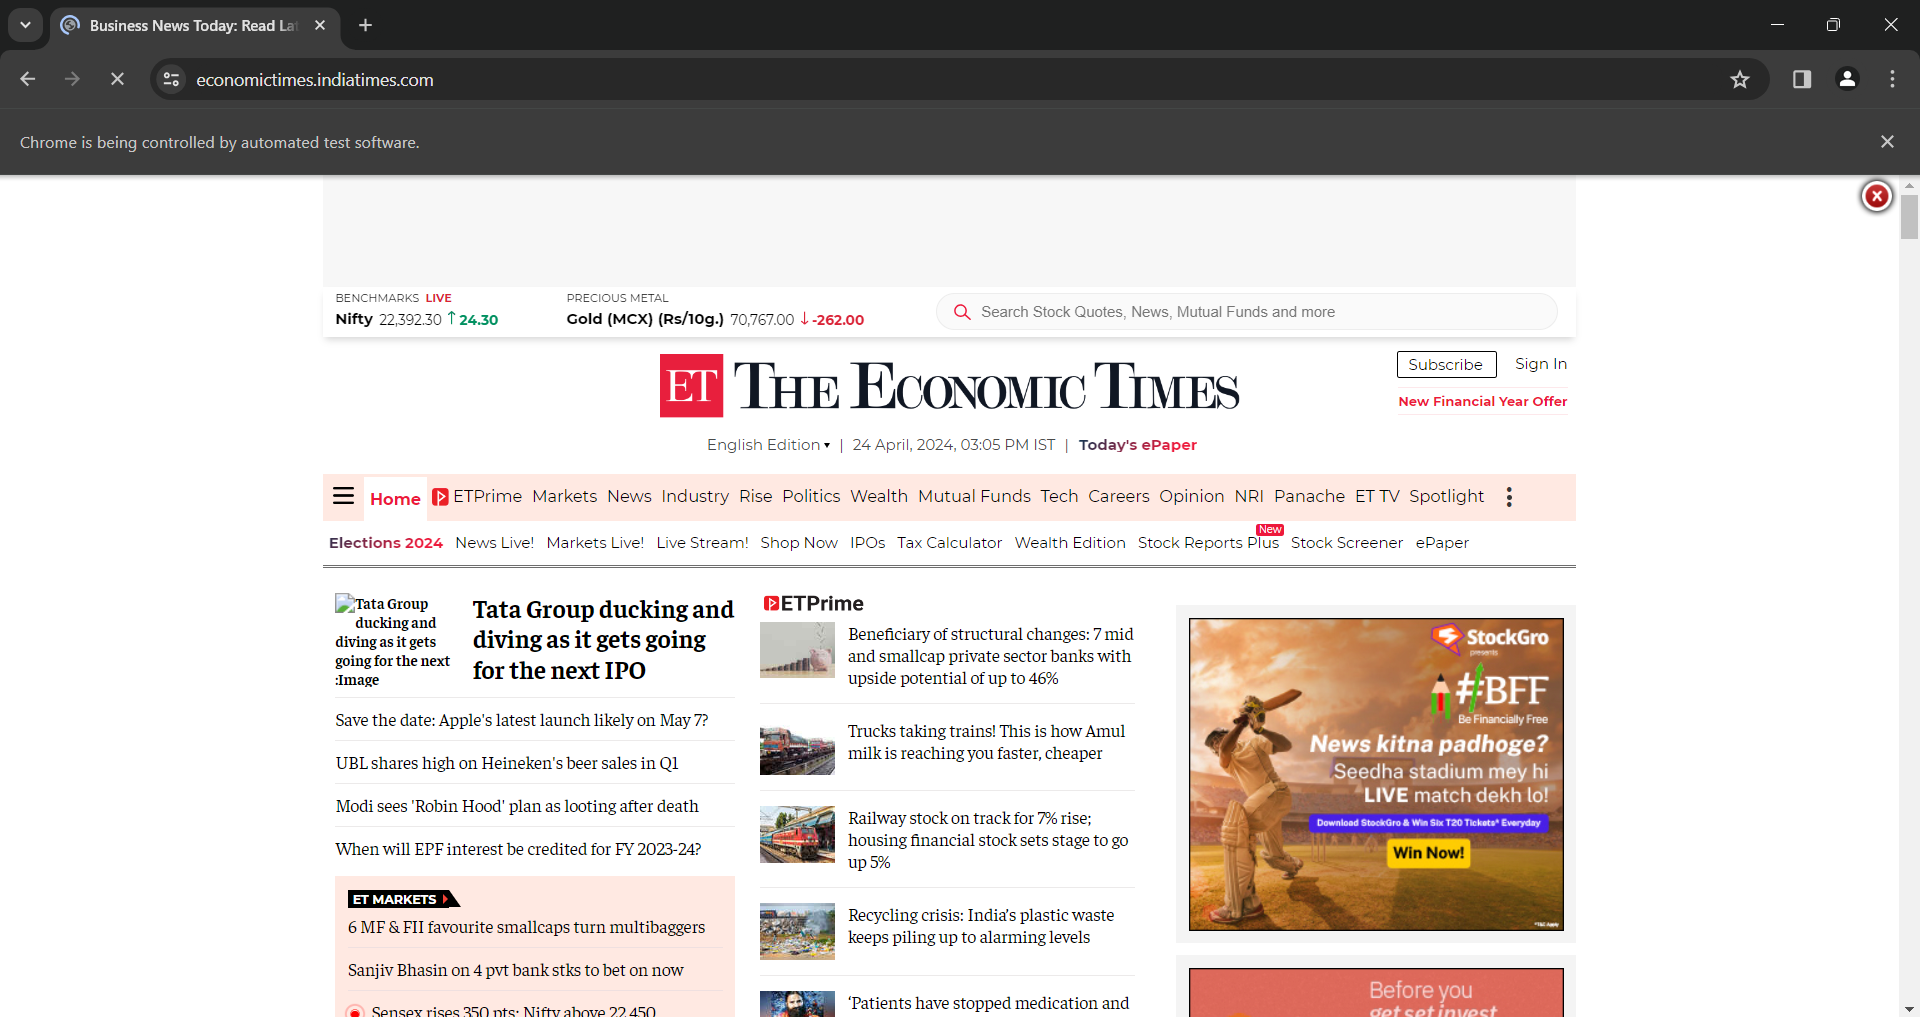 Business News Today: Read Lat
economictimes.indiatimes.com
Chrome is being controlled by automated test software.
BENCHMARKS LIVE
Nifty 22,392.30 ↑ 24.30
PRECIOUS METAL
Gold (MCX) (Rs/10g.) 70,767.00 ↓ -262.00
Search Stock Quotes, News, Mutual Funds and more
ET THE ECONOMIC TIMES
Subscribe Sign In
New Financial Year Offer
English Edition ▾ | 24 April, 2024, 03:05 PM IST | Today's ePaper
Home ETPrime Markets News Industry Rise Politics Wealth Mutual Funds Tech Careers Opinion NRI Panache ET TV Spotlight
New
Elections 2024 News Live! Markets Live! Live Stream! Shop Now IPOs Tax Calculator Wealth Edition Stock Reports Plus Stock Screener ePaper
Tata Group
ducking and
diving as it gets
going for the next
:Image
Tata Group ducking and
diving as it gets going
for the next IPO
Save the date: Apple's latest launch likely on May 7?
UBL shares high on Heineken's beer sales in Q1
Modi sees 'Robin Hood' plan as looting after death
When will EPF interest be credited for FY 2023-24?
ET MARKETS
6 MF & FII favourite smallcaps turn multibaggers
Sanjiv Bhasin on 4 pvt bank stks to bet on now
Sensex rises 350 pts; Nifty above 22,450
ETPrime
Beneficiary of structural changes: 7 mid
and smallcap private sector banks with
upside potential of up to 46%
Trucks taking trains! This is how Amul
milk is reaching you faster, cheaper
Railway stock on track for 7% rise;
housing financial stock sets stage to go
up 5%
Recycling crisis: India's plastic waste
keeps piling up to alarming levels
'Patients have stopped medication and
StockGro
presents
#BFF
Be Financially Free
News kitna padhoge?
Seedha stadium mey hi
LIVE match dekh lo!
Download StockGro & Win Six T20 Tickets* Everyday
Win Now!
*T&C Apply
Before you
get set invest